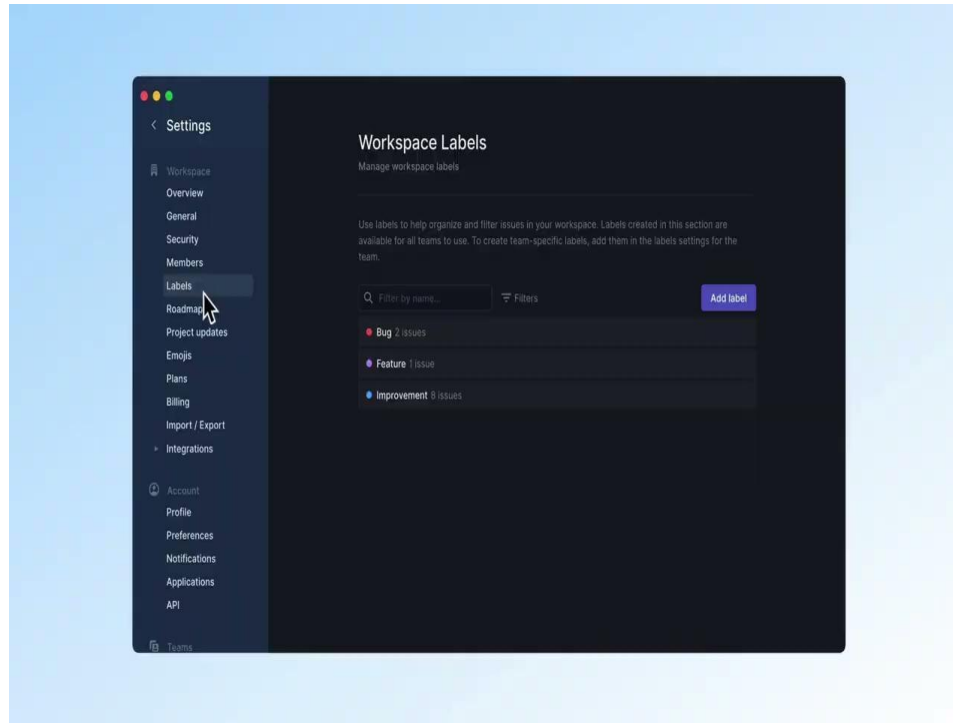 Settings
Workspace
Overview
General
Security
Members
Labels
Roadmap
Project updates
Emojis
Plans
Billing
Import / Export
Integrations
Account
Profile
Preferences
Notifications
Applications
API
Teams
Workspace Labels
Manage workspace labels
Use labels to help organize and filter issues in your workspace. Labels created in this section are
available for all teams to use. To create team-specific labels, add them in the labels settings for the
team.
Filter by name... Filters Add label
Bug 2 issues
Feature 1 issue
Improvement 8 issues